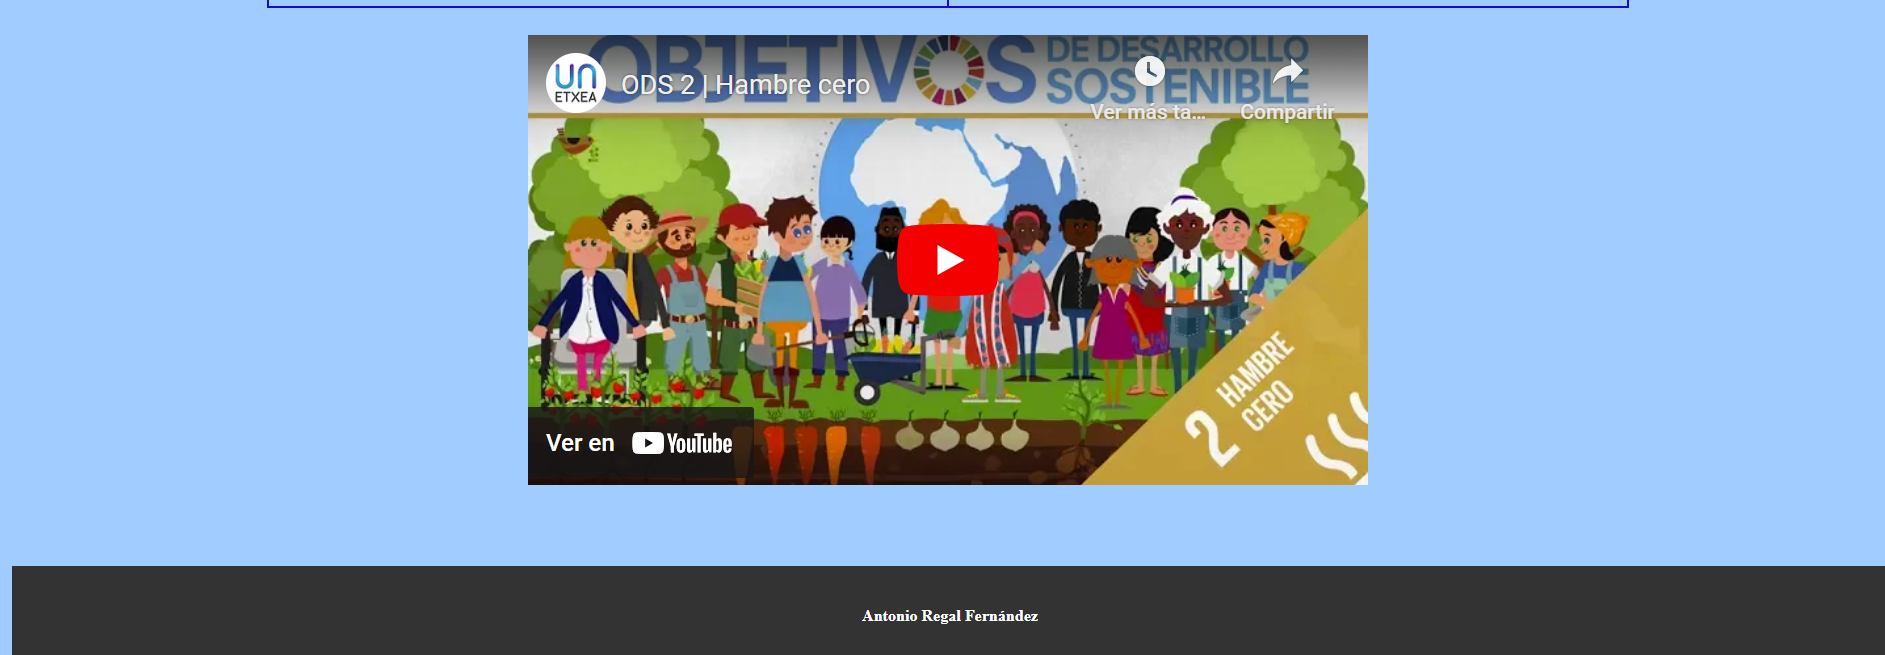 OBJETIVOS DE DESARROLLO
SOSTENIBLE
UN
ETXEA
ODS 2 | Hambre cero
Ver más ta...
Compartir
2 HAMBRE
CERO
Ver en YouTube
Antonio Regal Fernández